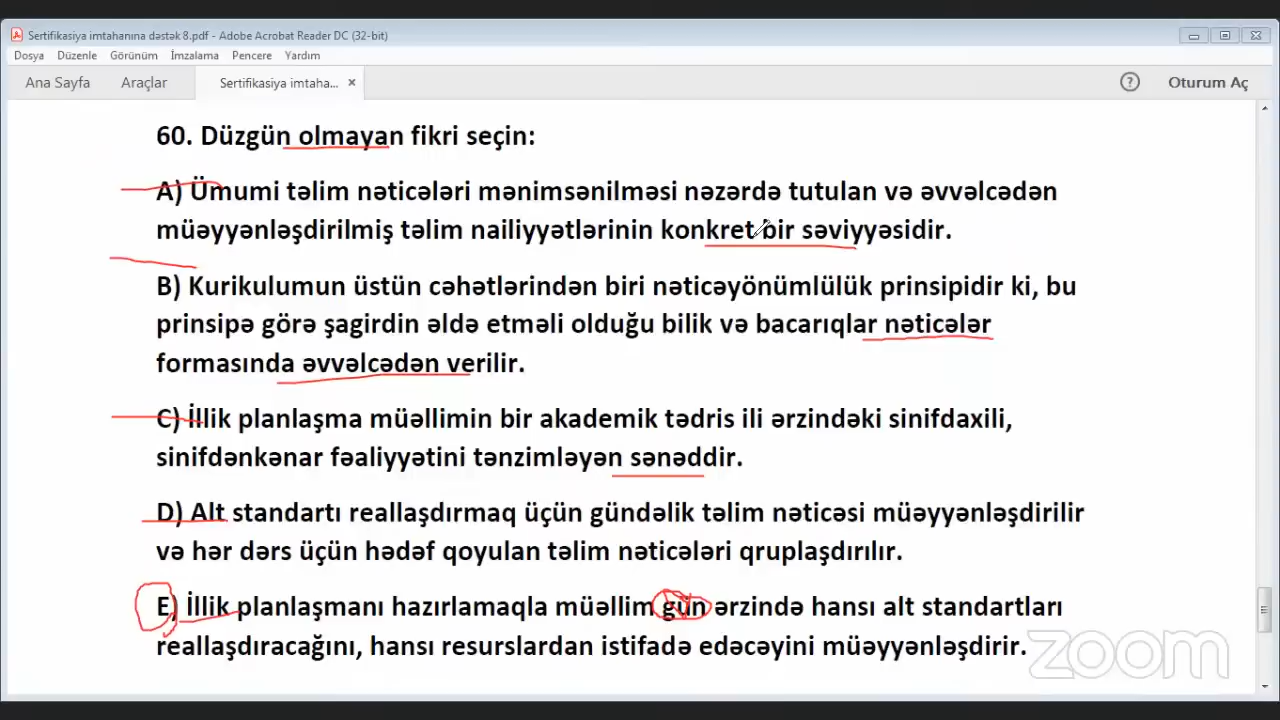 Sertifikasiya imtahanına dəstək 8.pdf - Adobe Acrobat Reader DC (32-bit)
Dosya Düzenle Görünüm İmzalama Pencere Yardım
Ana Sayfa Araçlar Sertifikasiya imtaha... × ? Oturum Aç
60. Düzgün olmayan fikri seçin:
A) Ümumi təlim nəticələri mənimsənilməsi nəzərdə tutulan və əvvəlcədən
müəyyənləşdirilmiş təlim nailiyyətlərinin konkret bir səviyyəsidir.
B) Kurikulumun üstün cəhətlərindən biri nəticəyönümlülük prinsipidir ki, bu
prinsipə görə şagirdin əldə etməli olduğu bilik və bacarıqlar nəticələr
formasında əvvəlcədən verilir.
C) İllik planlaşma müəllimin bir akademik tədris ili ərzindəki sinifdaxili,
sinifdənkənar fəaliyyətini tənzimləyən sənəddir.
D) Alt standartı reallaşdırmaq üçün gündəlik təlim nəticəsi müəyyənləşdirilir
və hər dərs üçün hədəf qoyulan təlim nəticələri qruplaşdırılır.
E) İllik planlaşmanı hazırlamaqla müəllim gün ərzində hansı alt standartları
reallaşdıracağını, hansı resurslardan istifadə edəcəyini müəyyənləşdirir.
zoom